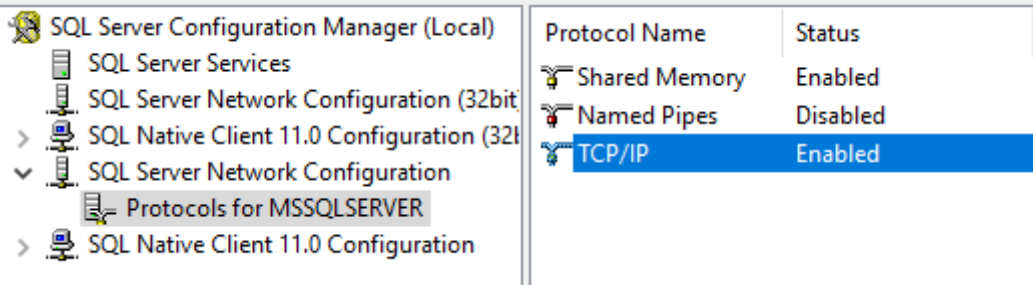 SQL Server Configuration Manager (Local)
SQL Server Services
SQL Server Network Configuration (32bit
SQL Native Client 11.0 Configuration (32b
SQL Server Network Configuration
Protocols for MSSQLSERVER
SQL Native Client 11.0 Configuration
Protocol Name Status
Shared Memory Enabled
Named Pipes Disabled
TCP/IP Enabled